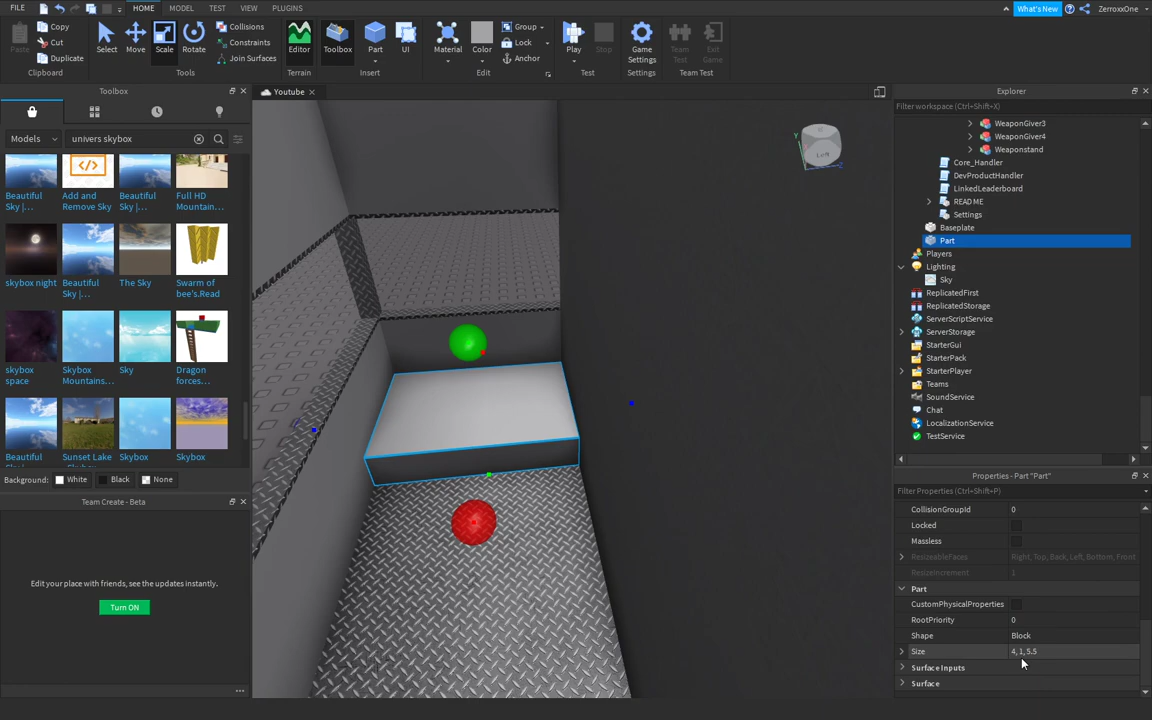 FILE HOME MODEL TEST VIEW PLUGINS What's New ZerroxxOne
Paste Copy Cut Duplicate Select Move Scale Rotate Collisions Constraints Join Surfaces Editor Toolbox Part UI Material Color Group Lock Anchor Play Stop Game Settings Team Test Exit Game
Clipboard Tools Terrain Insert Edit Test Settings Team Test
Toolbox
Models univers skybox
Beautiful Sky |... Add and Remove Sky Beautiful Sky |... Full HD Mountain...
skybox night Beautiful Sky |... The Sky Swarm of bee's.Read
skybox space Skybox Mountains... Sky Dragon forces...
Beautiful Sunset Lake Skybox Skybox
Background: White Black None
Team Create - Beta
Edit your place with friends, see the updates instantly.
Turn ON
Youtube
Y
Left
Explorer
Filter workspace (Ctrl+Shift+X)
WeaponGiver3
WeaponGiver4
Weaponstand
Core_Handler
DevProductHandler
LinkedLeaderboard
README
Settings
Baseplate
Part
Players
Lighting
Sky
ReplicatedFirst
ReplicatedStorage
ServerScriptService
ServerStorage
StarterGui
StarterPack
StarterPlayer
Teams
SoundService
Chat
LocalizationService
TestService
Properties - Part "Part"
Filter Properties (Ctrl+Shift+P)
CollisionGroupId 0
Locked
Massless
ResizeableFaces Right, Top, Back, Left, Bottom, Front
ResizeIncrement 1
Part
CustomPhysicalProperties
RootPriority 0
Shape Block
Size 4, 1, 5.5
Surface Inputs
Surface